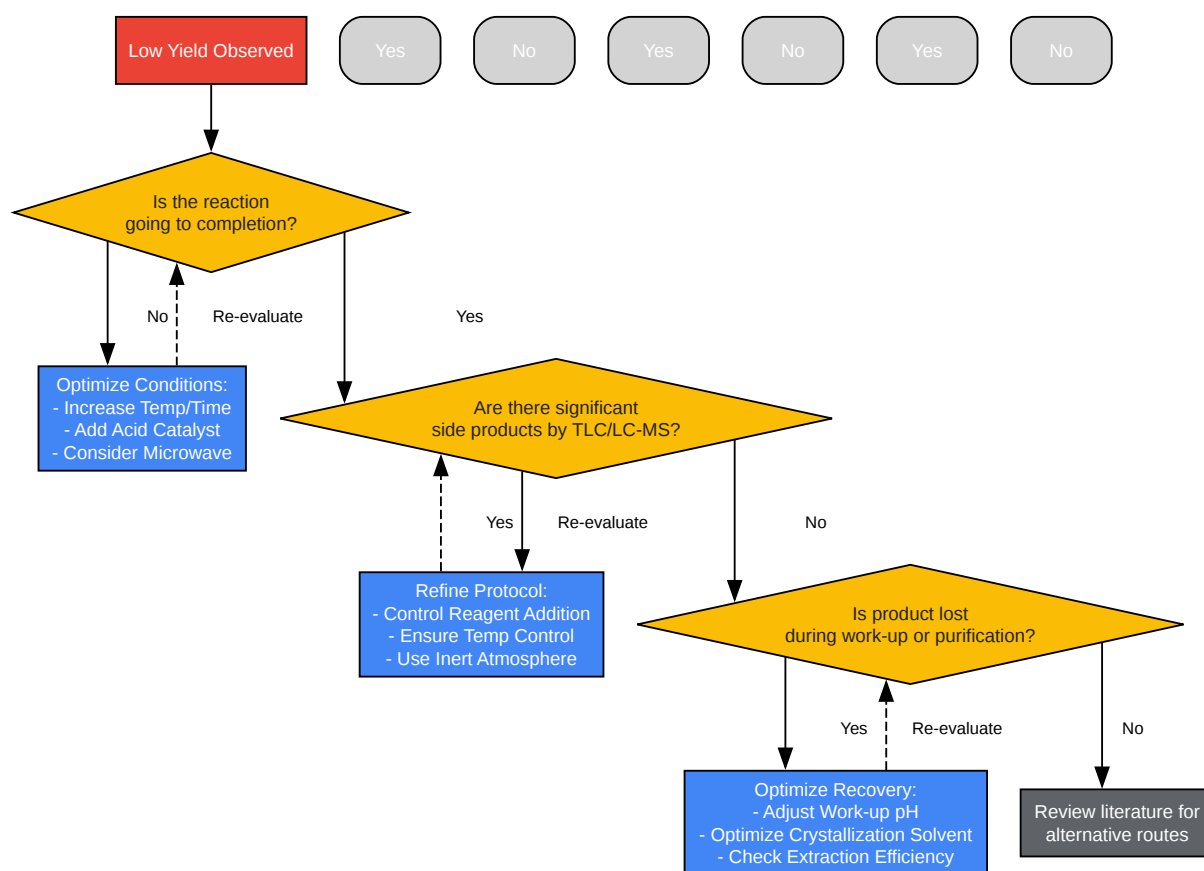 Low Yield Observed
Yes
No
Yes
No
Yes
No
Is the reaction
going to completion?
No
Re-evaluate
Yes
Optimize Conditions:
- Increase Temp/Time
- Add Acid Catalyst
- Consider Microwave
Are there significant
side products by TLC/LC-MS?
Yes
Re-evaluate
No
Refine Protocol:
- Control Reagent Addition
- Ensure Temp Control
- Use Inert Atmosphere
Is product lost
during work-up or purification?
Yes
Re-evaluate
No
Optimize Recovery:
- Adjust Work-up pH
- Optimize Crystallization Solvent
- Check Extraction Efficiency
Review literature for
alternative routes